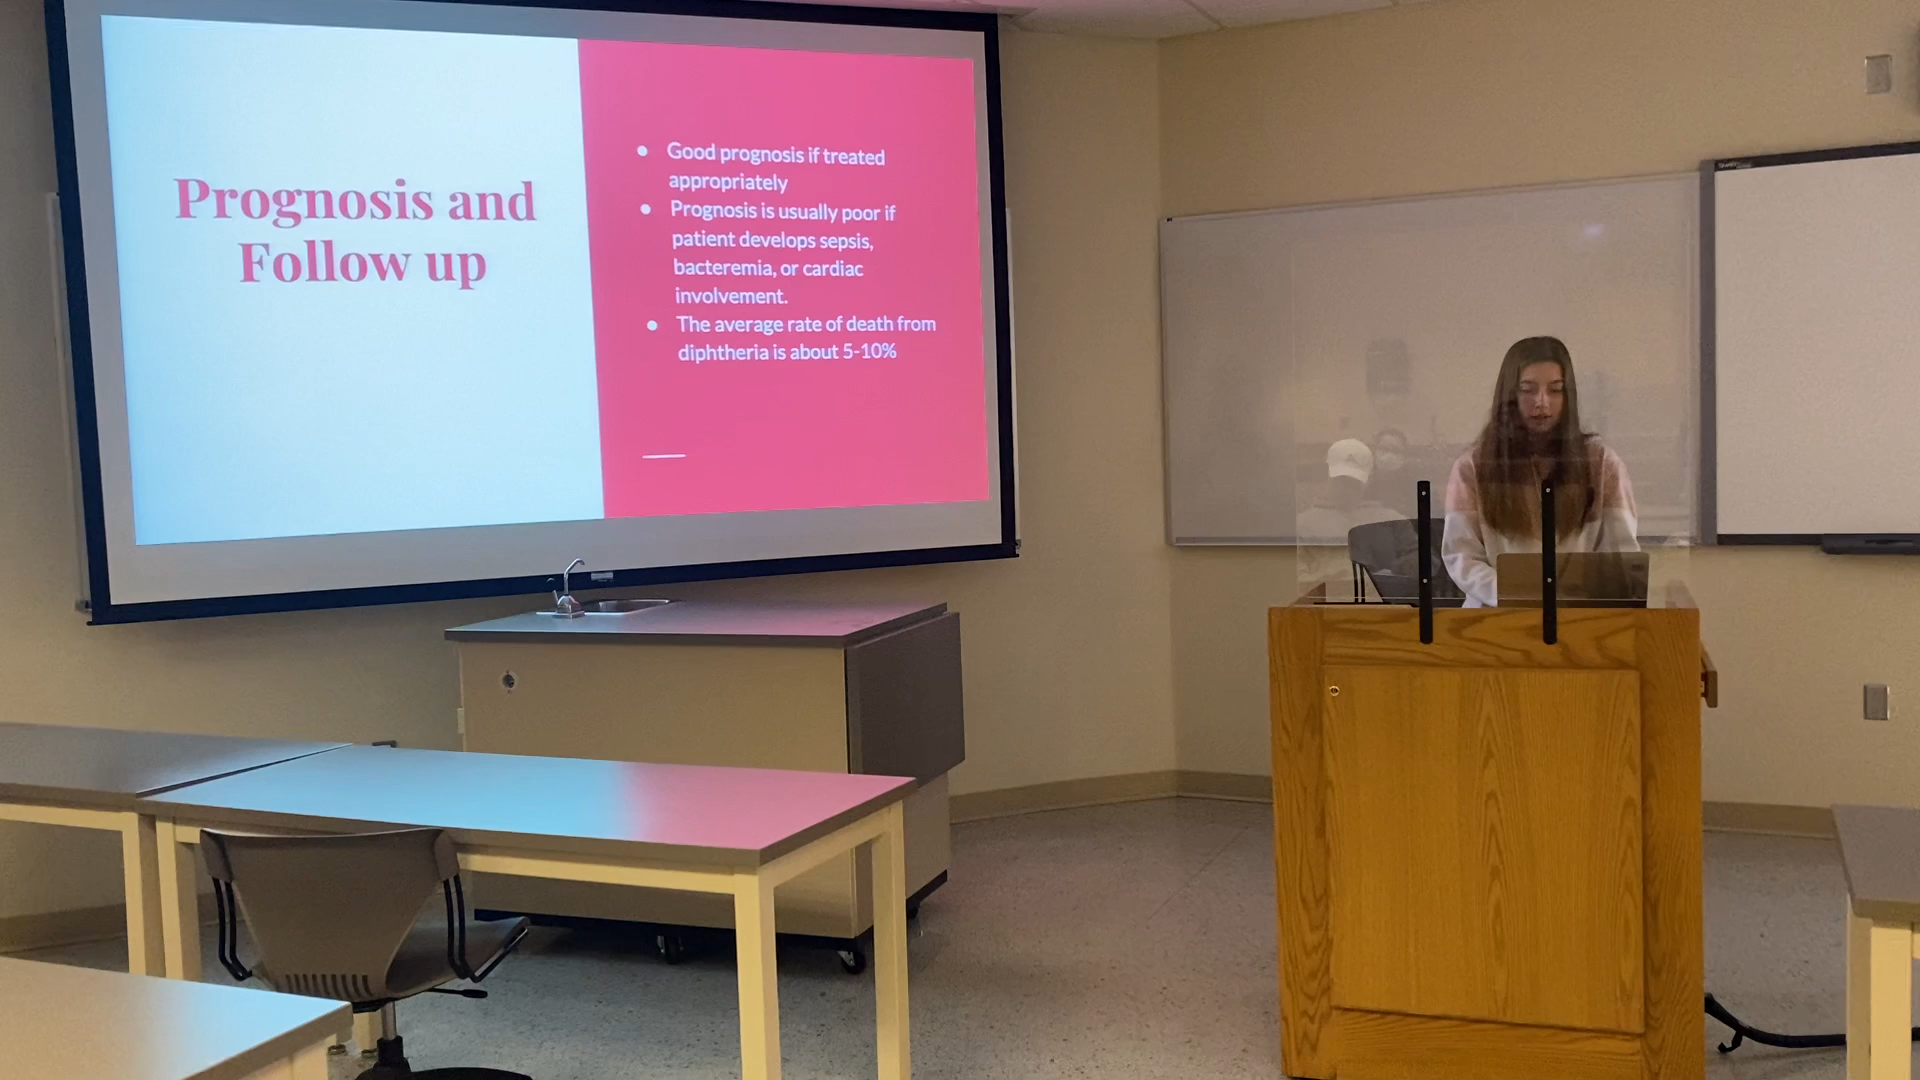 Prognosis and
Follow up
● Good prognosis if treated
appropriately
● Prognosis is usually poor if
patient develops sepsis,
bacteremia, or cardiac
involvement.
● The average rate of death from
diphtheria is about 5-10%